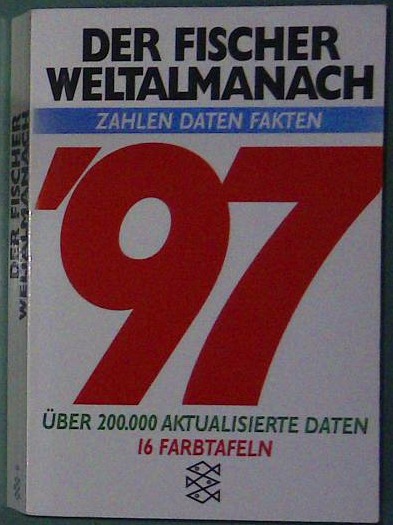 DER FISCHER
WELTALMANACH
ZAHLEN DATEN FAKTEN
'97
ÜBER 200.000 AKTUALISIERTE DATEN
16 FARBTAFELN
DER FISCHER
WELTALMANACH